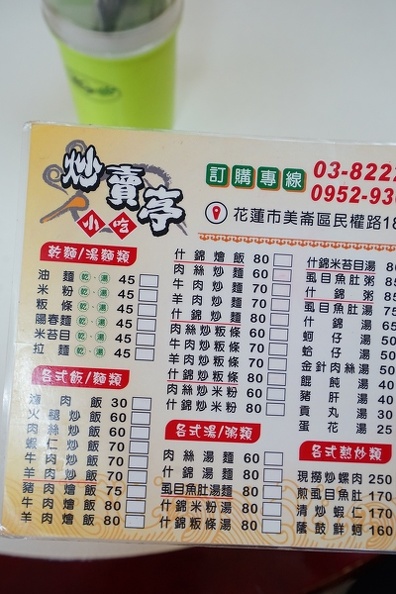 炒賣亭
小吃
訂購專線
03-822
0952-93
花蓮市美崙區民權路18
乾麵/湯麵類
油麵 乾·湯 45
米粉 乾·湯 45
粄條 乾·湯 45
陽春麵 乾·湯 45
米苔目 乾·湯 45
拉麵 乾·湯 45
各式飯/麵類
肉飯 30
火腿炒飯 60
肉絲炒飯 60
蝦仁炒飯 70
牛肉炒飯 70
羊肉炒飯 70
豬肉燴飯 75
牛肉燴飯 80
羊肉燴飯 80
什錦燴飯 80
肉絲炒麵 60
牛肉炒麵 70
羊肉炒麵 70
什錦炒麵 80
肉絲炒粄條 60
牛肉炒粄條 70
羊肉炒粄條 70
什錦炒粄條 80
肉絲炒米粉 60
什錦炒米粉 80
各式湯/粥類
肉絲湯麵 60
什錦湯麵 80
虱目魚肚湯麵 80
什錦米粉湯 80
什錦粄條湯 80
什錦米苔目湯 80
虱目魚肚粥 85
什錦粥 85
虱目魚肚湯 85
什錦湯 65
蚵仔湯 50
蛤仔湯 50
金針肉絲湯 50
餛飩湯 40
豬肝湯 40
貢丸湯 30
蛋花湯 25
各式熱炒類
現撈炒螺肉 250
煎虱目魚肚 170
清炒蝦仁 170
蔭鼓鮮蚵 160